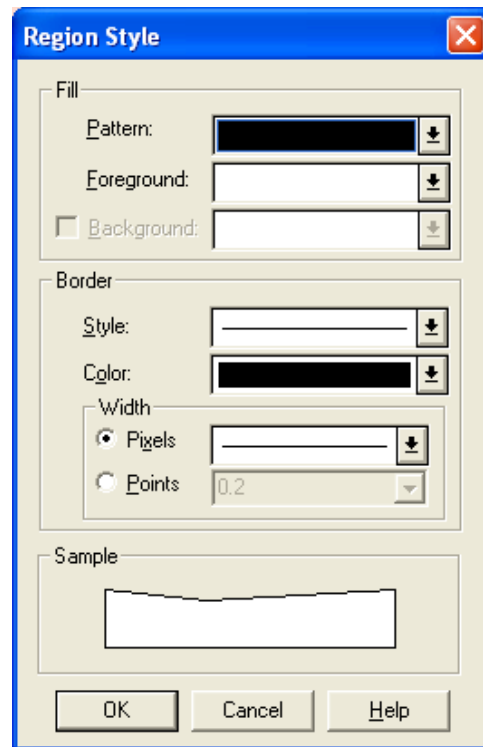 Region Style
Fill
Pattern:
Foreground:
Background:
Border
Style:
Color:
Width
Pixels
Points 0.2
Sample
OK Cancel Help